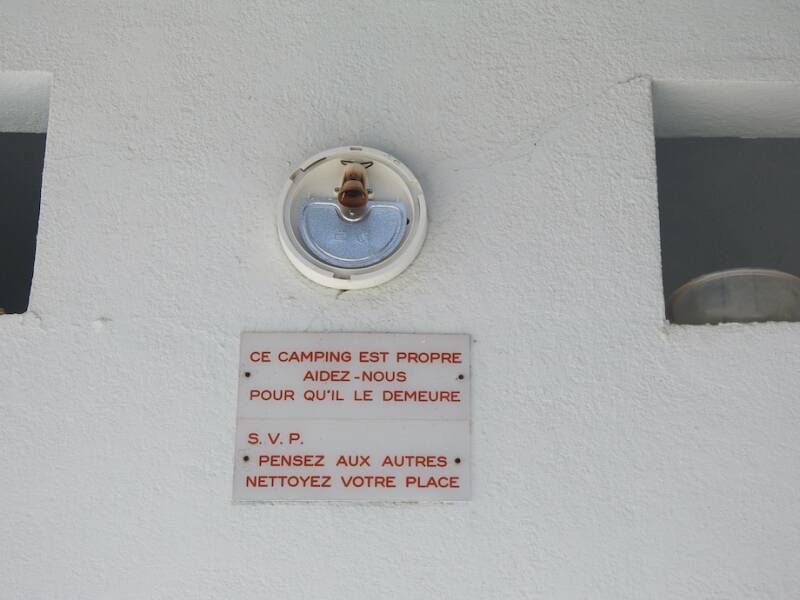 CE CAMPING EST PROPRE
AIDEZ-NOUS
POUR QU'IL LE DEMEURE
S. V. P.
PENSEZ AUX AUTRES
NETTOYEZ VOTRE PLACE